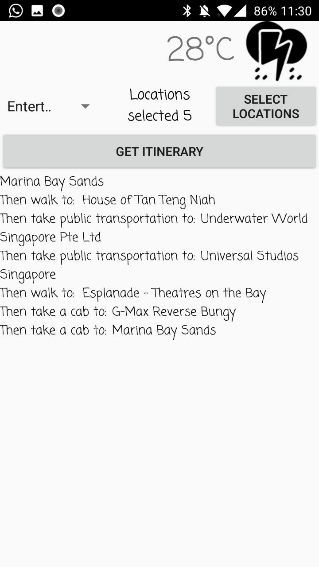 86% 11:30
28°C
Entert..
Locations
selected 5
SELECT
LOCATIONS
GET ITINERARY
Marina Bay Sands
Then walk to:  House of Tan Teng Niah
Then take public transportation to: Underwater World
Singapore Pte Ltd
Then take public transportation to: Universal Studios
Singapore
Then walk to:  Esplanade - Theatres on the Bay
Then take a cab to: G-Max Reverse Bungy
Then take a cab to: Marina Bay Sands